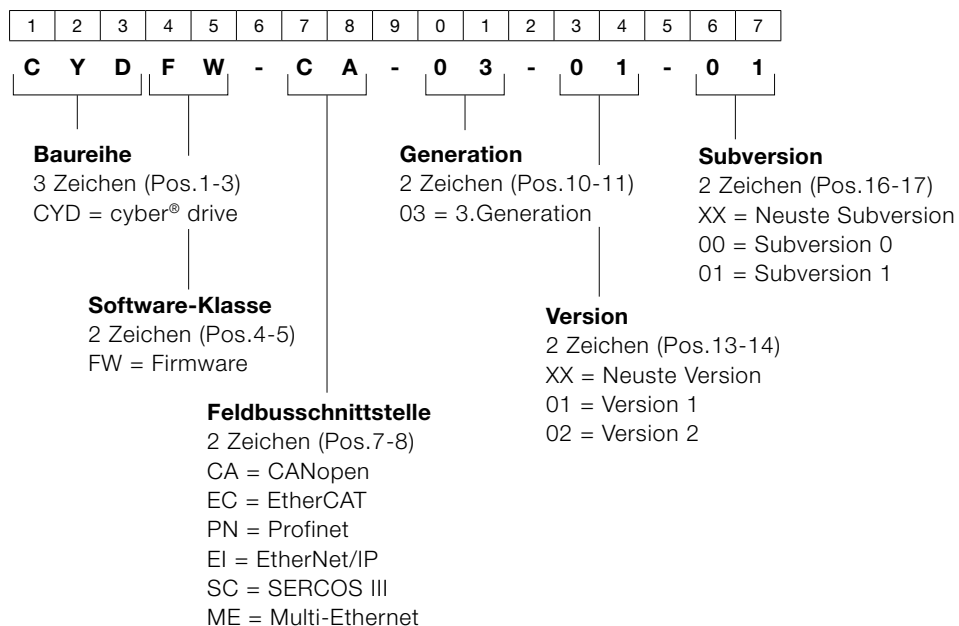 1 2 3 4 5 6 7 8 9 0 1 2 3 4 5 6 7
C Y D F W - C A - 0 3 - 0 1 - 0 1
Baureihe
3 Zeichen (Pos.1-3)
CYD = cyber® drive
Software-Klasse
2 Zeichen (Pos.4-5)
FW = Firmware
Feldbusschnittstelle
2 Zeichen (Pos.7-8)
CA = CANopen
EC = EtherCAT
PN = Profinet
EI = EtherNet/IP
SC = SERCOS III
ME = Multi-Ethernet
Generation
2 Zeichen (Pos.10-11)
03 = 3.Generation
Version
2 Zeichen (Pos.13-14)
XX = Neuste Version
01 = Version 1
02 = Version 2
Subversion
2 Zeichen (Pos.16-17)
XX = Neuste Subversion
00 = Subversion 0
01 = Subversion 1